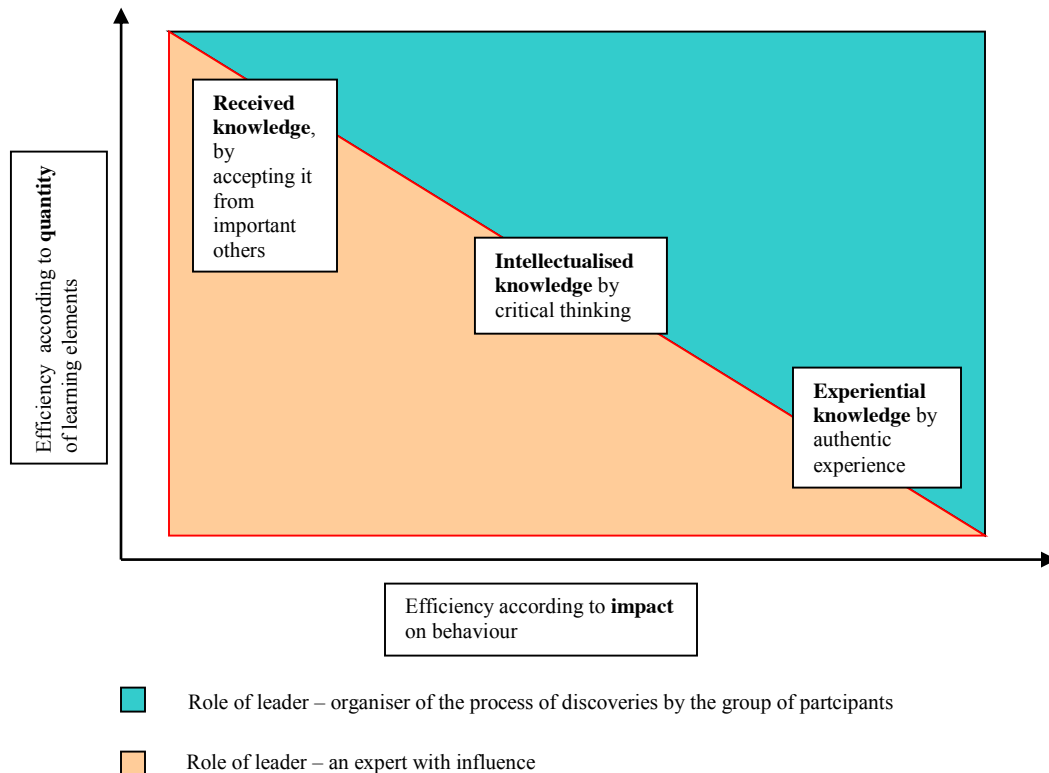 Received
knowledge,
by
accepting it
from
important
others
Efficiency according to quantity
of learning elements
Intellectualised
knowledge by
critical thinking
Experiential
knowledge by
authentic
experience
Efficiency according to impact
on behaviour
Role of leader – organiser of the process of discoveries by the group of partcipants
Role of leader – an expert with influence